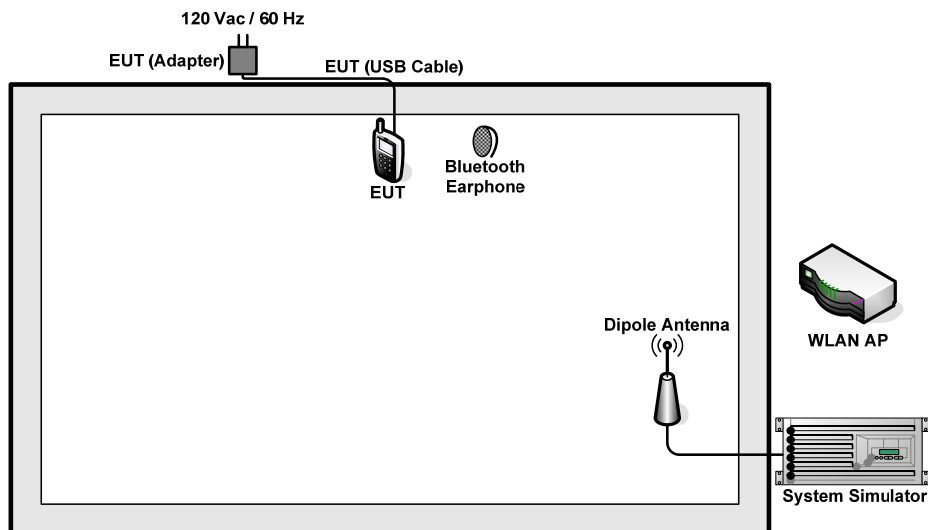 120 Vac / 60 Hz
EUT (Adapter)
EUT (USB Cable)
Bluetooth
Earphone
EUT
Dipole Antenna
WLAN AP
System Simulator